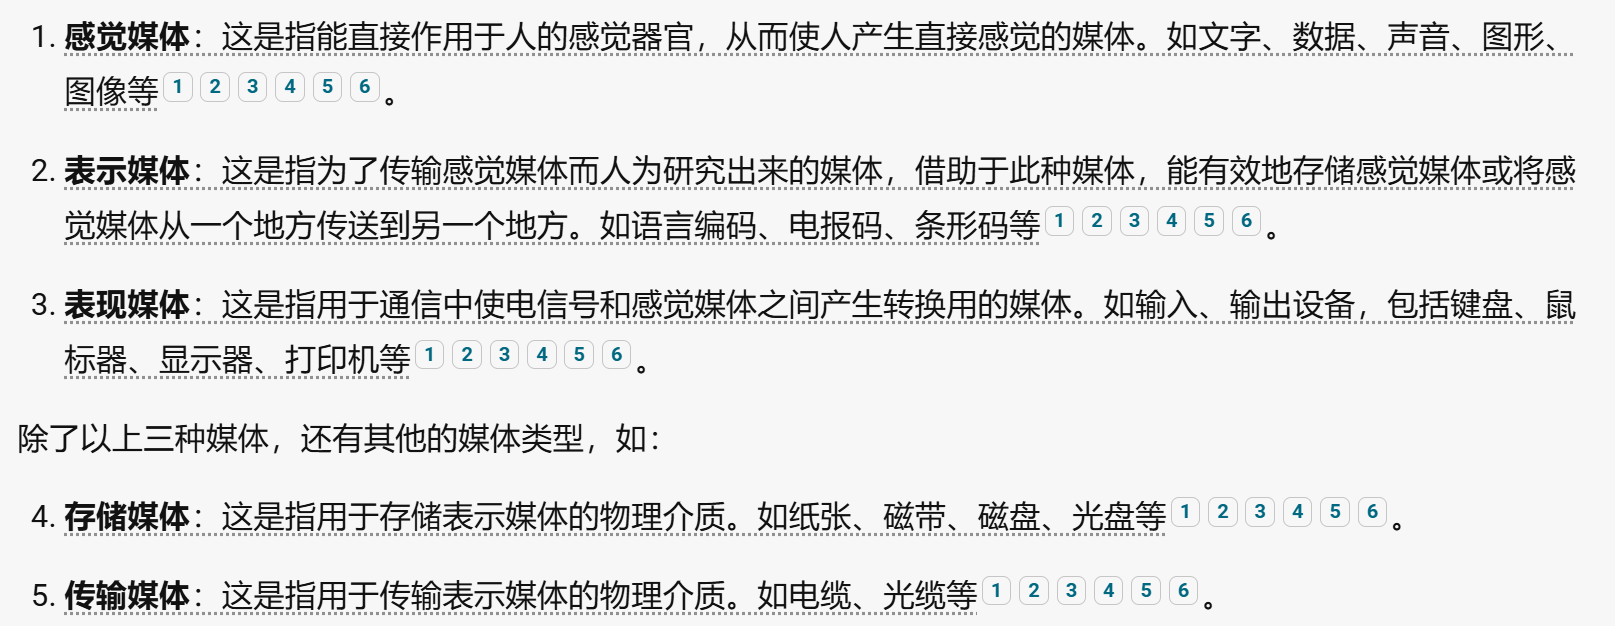 1. 感觉媒体：这是指能直接作用于人的感觉器官，从而使人产生直接感觉的媒体。如文字、数据、声音、图形、
图像等 1 2 3 4 5 6 。
2. 表示媒体：这是指为了传输感觉媒体而人为研究出来的媒体，借助于此种媒体，能有效地存储感觉媒体或将感
觉媒体从一个地方传送到另一个地方。如语言编码、电报码、条形码等 1 2 3 4 5 6 。
3. 表现媒体：这是指用于通信中使电信号和感觉媒体之间产生转换用的媒体。如输入、输出设备，包括键盘、鼠
标器、显示器、打印机等 1 2 3 4 5 6 。
除了以上三种媒体，还有其他的媒体类型，如：
4. 存储媒体：这是指用于存储表示媒体的物理介质。如纸张、磁带、磁盘、光盘等 1 2 3 4 5 6 。
5. 传输媒体：这是指用于传输表示媒体的物理介质。如电缆、光缆等 1 2 3 4 5 6 。